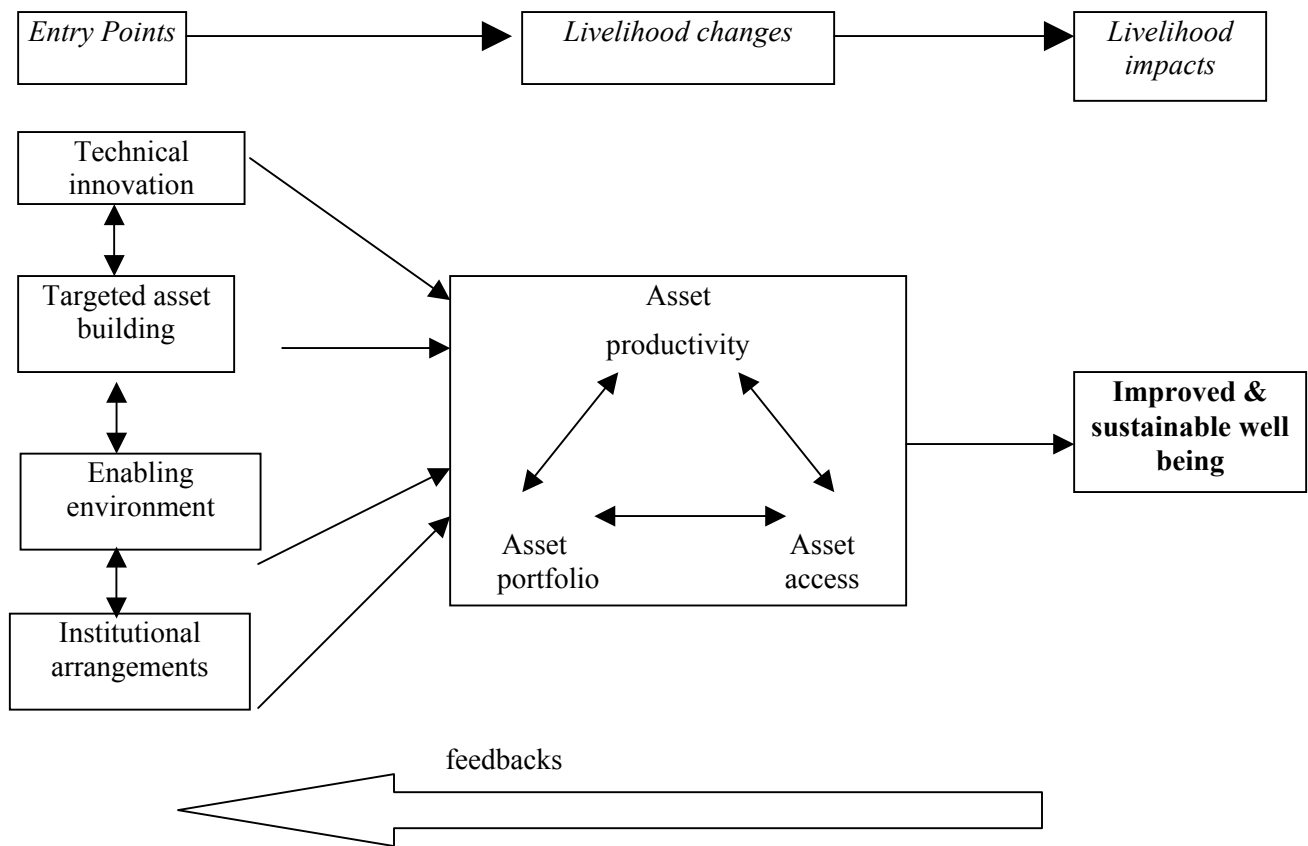 Entry Points
Livelihood changes
Livelihood
impacts
Technical
innovation
Targeted asset
building
Enabling
environment
Institutional
arrangements
Asset
productivity
Asset
portfolio
Asset
access
Improved &
sustainable well
being
feedbacks